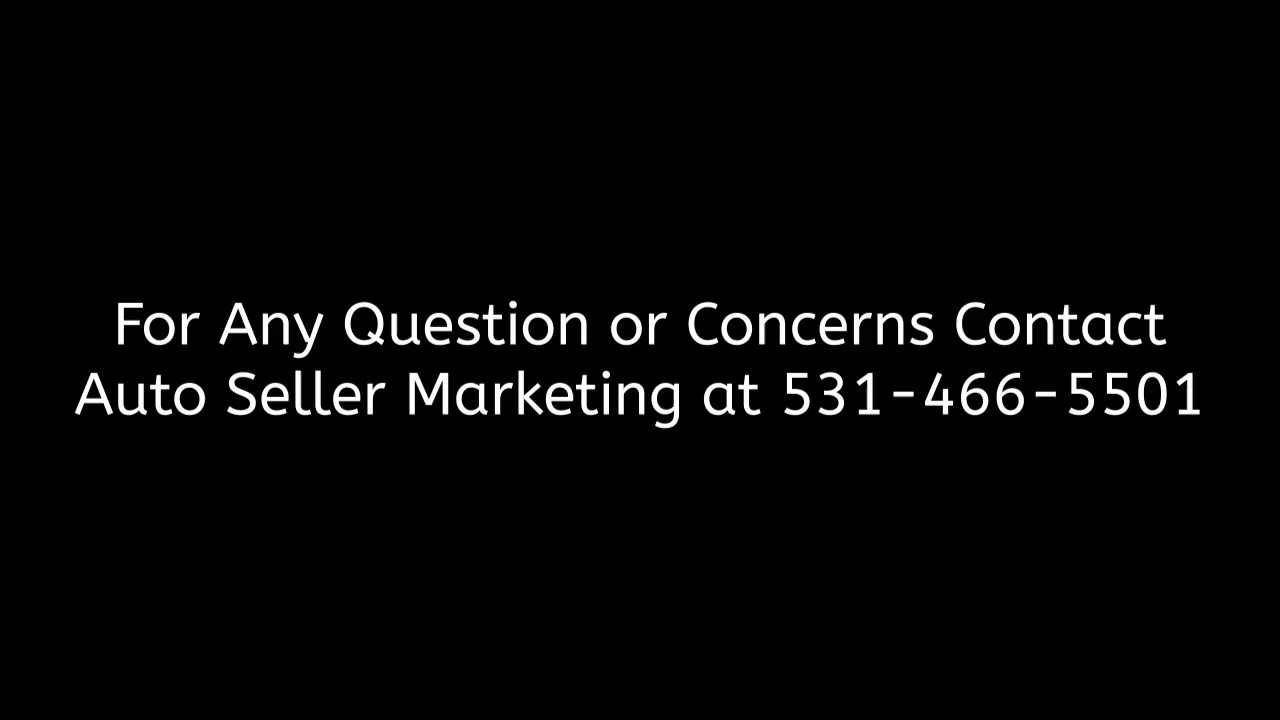 For Any Question or Concerns Contact
Auto Seller Marketing at 531-466-5501